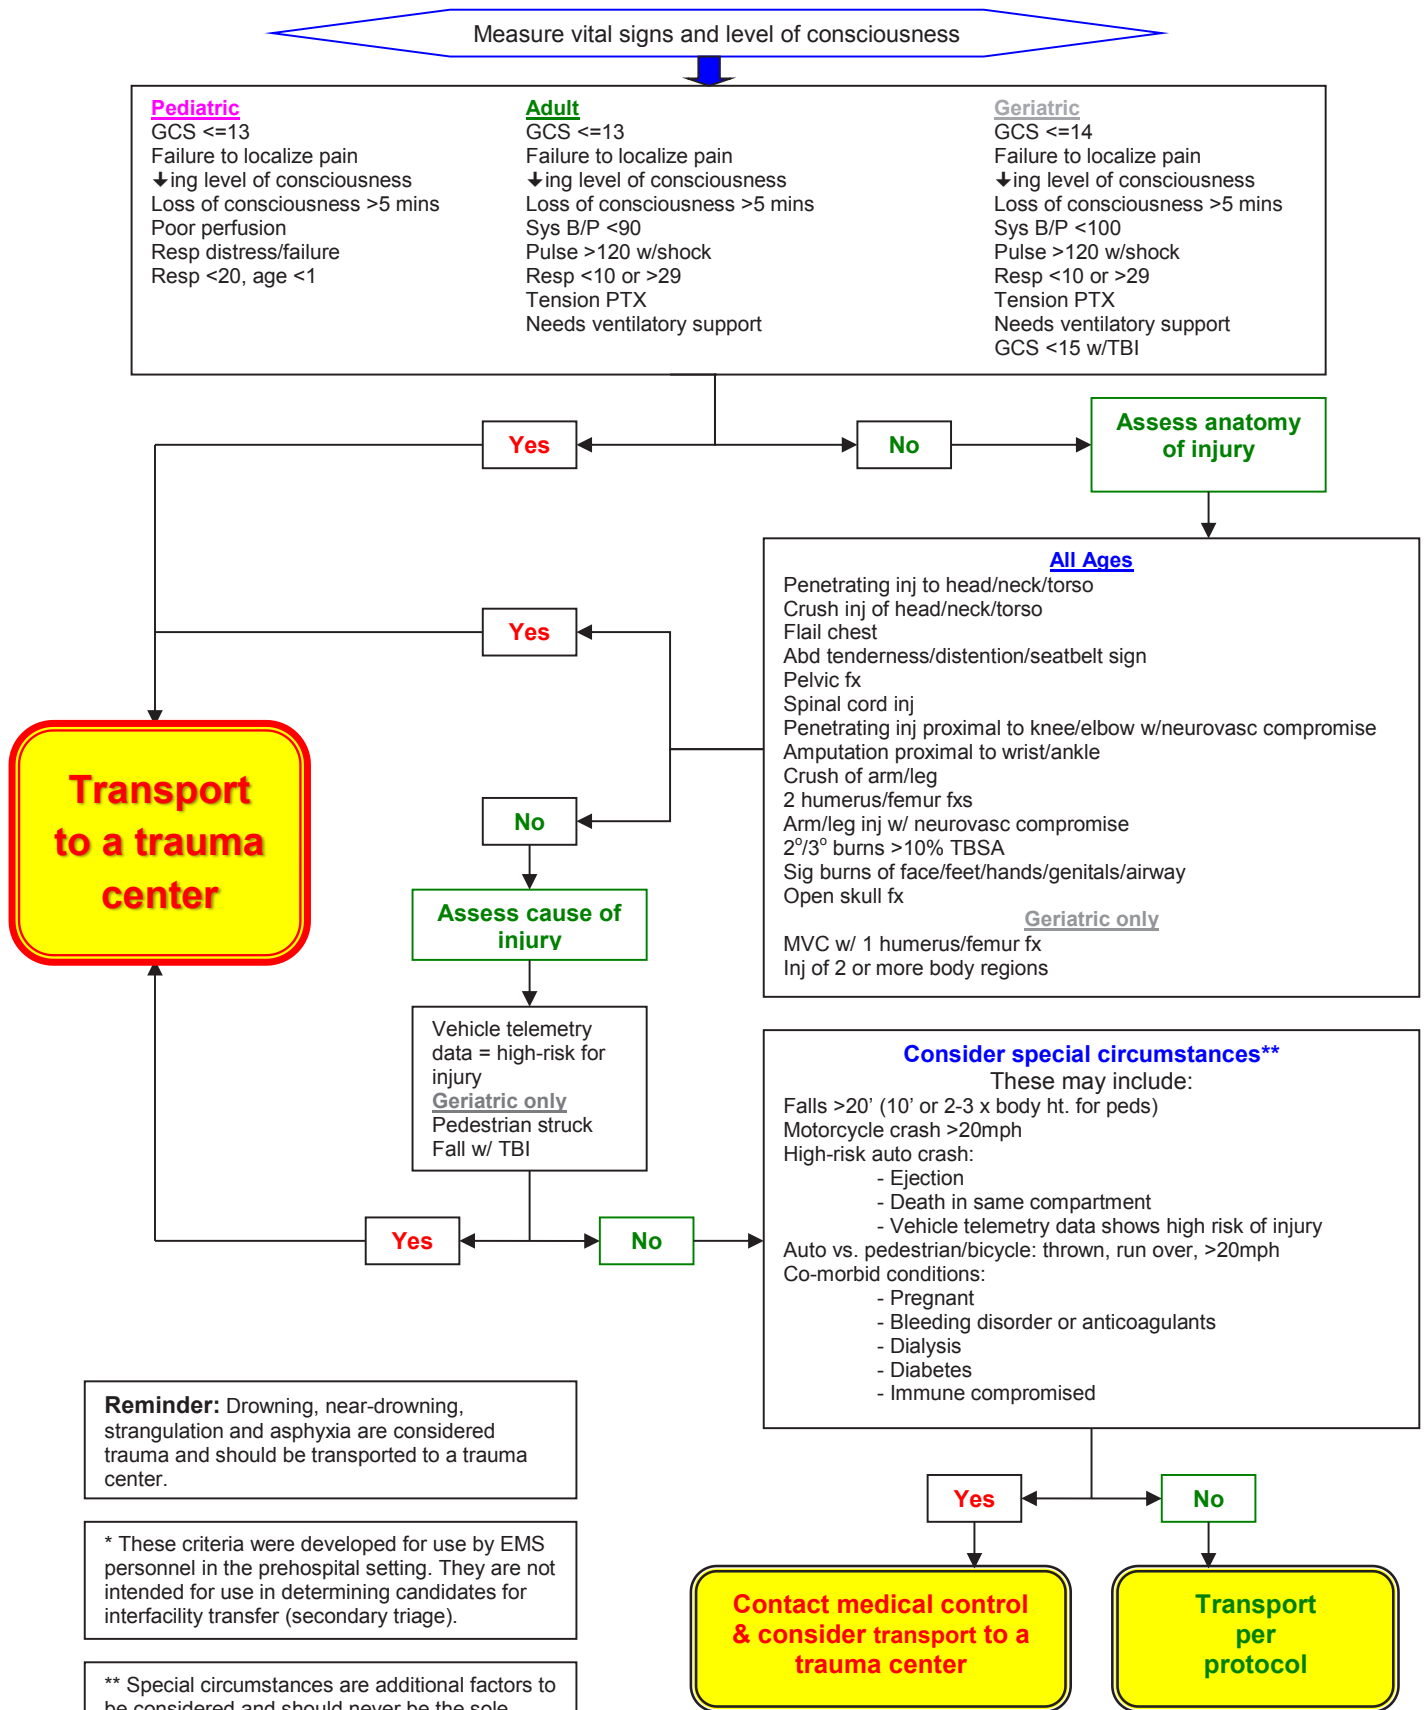 Measure vital signs and level of consciousness
Pediatric
GCS <=13
Failure to localize pain
🡻ing level of consciousness
Loss of consciousness >5 mins
Poor perfusion
Resp distress/failure
Resp <20, age <1
Adult
GCS <=13
Failure to localize pain
🡻ing level of consciousness
Loss of consciousness >5 mins
Sys B/P <90
Pulse >120 w/shock
Resp <10 or >29
Tension PTX
Needs ventilatory support
Geriatric
GCS <=14
Failure to localize pain
🡻ing level of consciousness
Loss of consciousness >5 mins
Sys B/P <100
Pulse >120 w/shock
Resp <10 or >29
Tension PTX
Needs ventilatory support
GCS <15 w/TBI
Yes
No
Assess anatomy
of injury
All Ages
Penetrating inj to head/neck/torso
Crush inj of head/neck/torso
Flail chest
Abd tenderness/distention/seatbelt sign
Pelvic fx
Spinal cord inj
Penetrating inj proximal to knee/elbow w/neurovasc compromise
Amputation proximal to wrist/ankle
Crush of arm/leg
2 humerus/femur fxs
Arm/leg inj w/ neurovasc compromise
2°/3° burns >10% TBSA
Sig burns of face/feet/hands/genitals/airway
Open skull fx
Geriatric only
MVC w/ 1 humerus/femur fx
Inj of 2 or more body regions
Yes
No
Transport
to a trauma
center
Assess cause of
injury
Vehicle telemetry
data = high-risk for
injury
Geriatric only
Pedestrian struck
Fall w/ TBI
Yes
No
Consider special circumstances**
These may include:
Falls >20’ (10’ or 2-3 x body ht. for peds)
Motorcycle crash >20mph
High-risk auto crash:
- Ejection
- Death in same compartment
- Vehicle telemetry data shows high risk of injury
Auto vs. pedestrian/bicycle: thrown, run over, >20mph
Co-morbid conditions:
- Pregnant
- Bleeding disorder or anticoagulants
- Dialysis
- Diabetes
- Immune compromised
Yes
No
Contact medical control
& consider transport to a
trauma center
Transport
per
protocol
Reminder: Drowning, near-drowning,
strangulation and asphyxia are considered
trauma and should be transported to a trauma
center.
* These criteria were developed for use by EMS
personnel in the prehospital setting. They are not
intended for use in determining candidates for
interfacility transfer (secondary triage).
** Special circumstances are additional factors to
be considered and should never be the sole